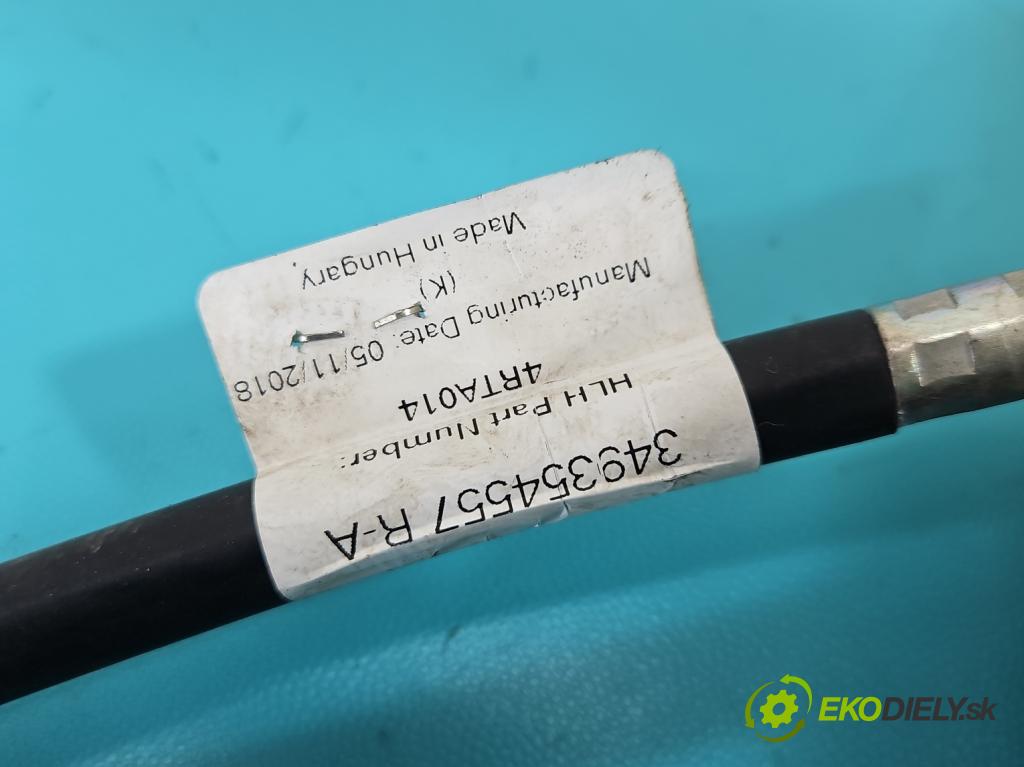 349354557 R-A
HLH Part Number:
4RTA014
Manufacturing Date: 05/11/2018
(K)
Made in Hungary
EKODIELY.sk